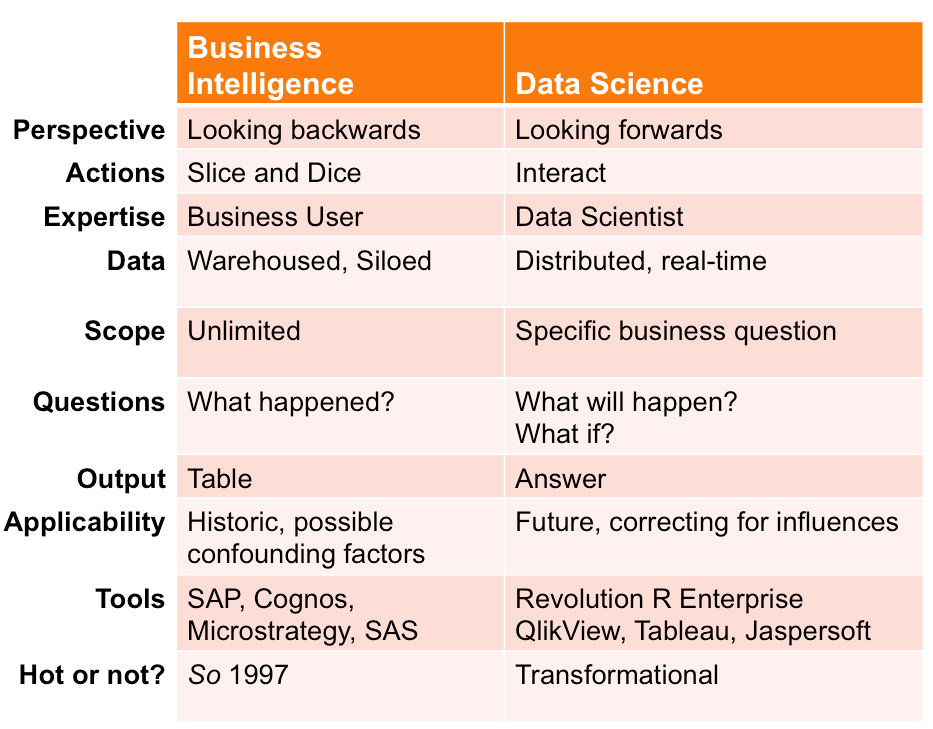 Business
Intelligence
Data Science
Perspective
Looking backwards
Looking forwards
Actions
Slice and Dice
Interact
Expertise
Business User
Data Scientist
Data
Warehoused, Siloed
Distributed, real-time
Scope
Unlimited
Specific business question
Questions
What happened?
What will happen?
What if?
Output
Table
Answer
Applicability
Historic, possible
confounding factors
Future, correcting for influences
Tools
SAP, Cognos,
Microstrategy, SAS
Revolution R Enterprise
QlikView, Tableau, Jaspersoft
Hot or not?
So 1997
Transformational